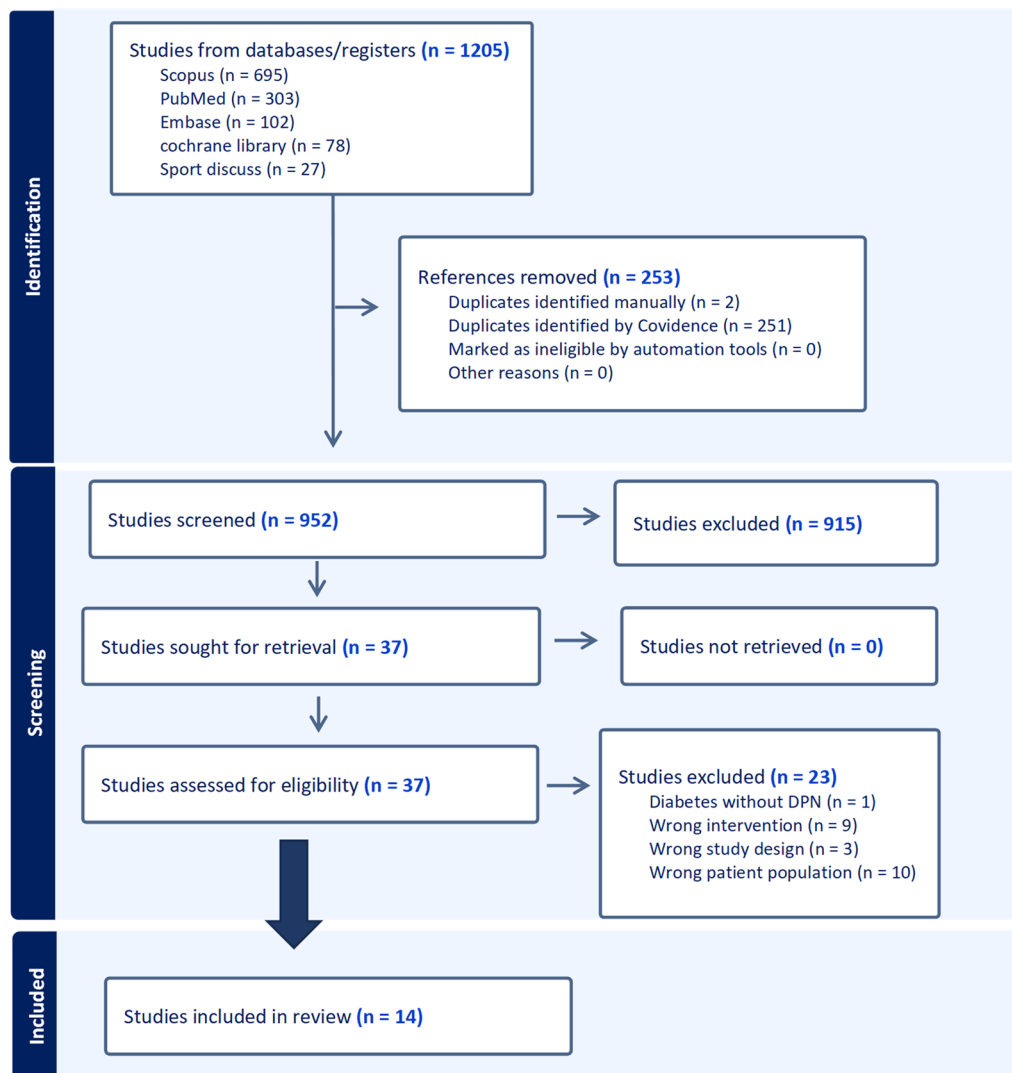 Identification
Studies from databases/registers (n = 1205)
Scopus (n = 695)
PubMed (n = 303)
Embase (n = 102)
cochrane library (n = 78)
Sport discuss (n = 27)
References removed (n = 253)
Duplicates identified manually (n = 2)
Duplicates identified by Covidence (n = 251)
Marked as ineligible by automation tools (n = 0)
Other reasons (n = 0)
Screening
Studies screened (n = 952)
Studies excluded (n = 915)
Studies sought for retrieval (n = 37)
Studies not retrieved (n = 0)
Studies assessed for eligibility (n = 37)
Studies excluded (n = 23)
Diabetes without DPN (n = 1)
Wrong intervention (n = 9)
Wrong study design (n = 3)
Wrong patient population (n = 10)
Included
Studies included in review (n = 14)